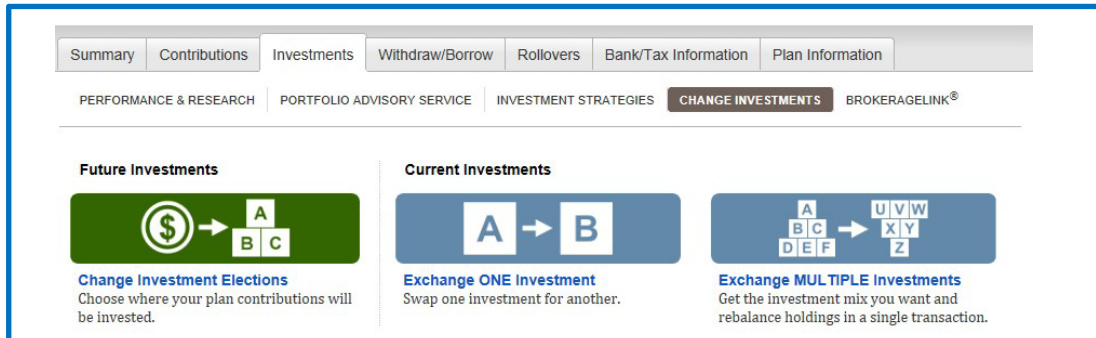 Summary Contributions Investments Withdraw/Borrow Rollovers Bank/Tax Information Plan Information
PERFORMANCE & RESEARCH PORTFOLIO ADVISORY SERVICE INVESTMENT STRATEGIES CHANGE INVESTMENTS BROKERAGELINK®
Future Investments
$ A B C
Change Investment Elections
Choose where your plan contributions will
be invested.
Current Investments
A B
Exchange ONE Investment
Swap one investment for another.
A B C D E F U V W X Y Z
Exchange MULTIPLE Investments
Get the investment mix you want and
rebalance holdings in a single transaction.